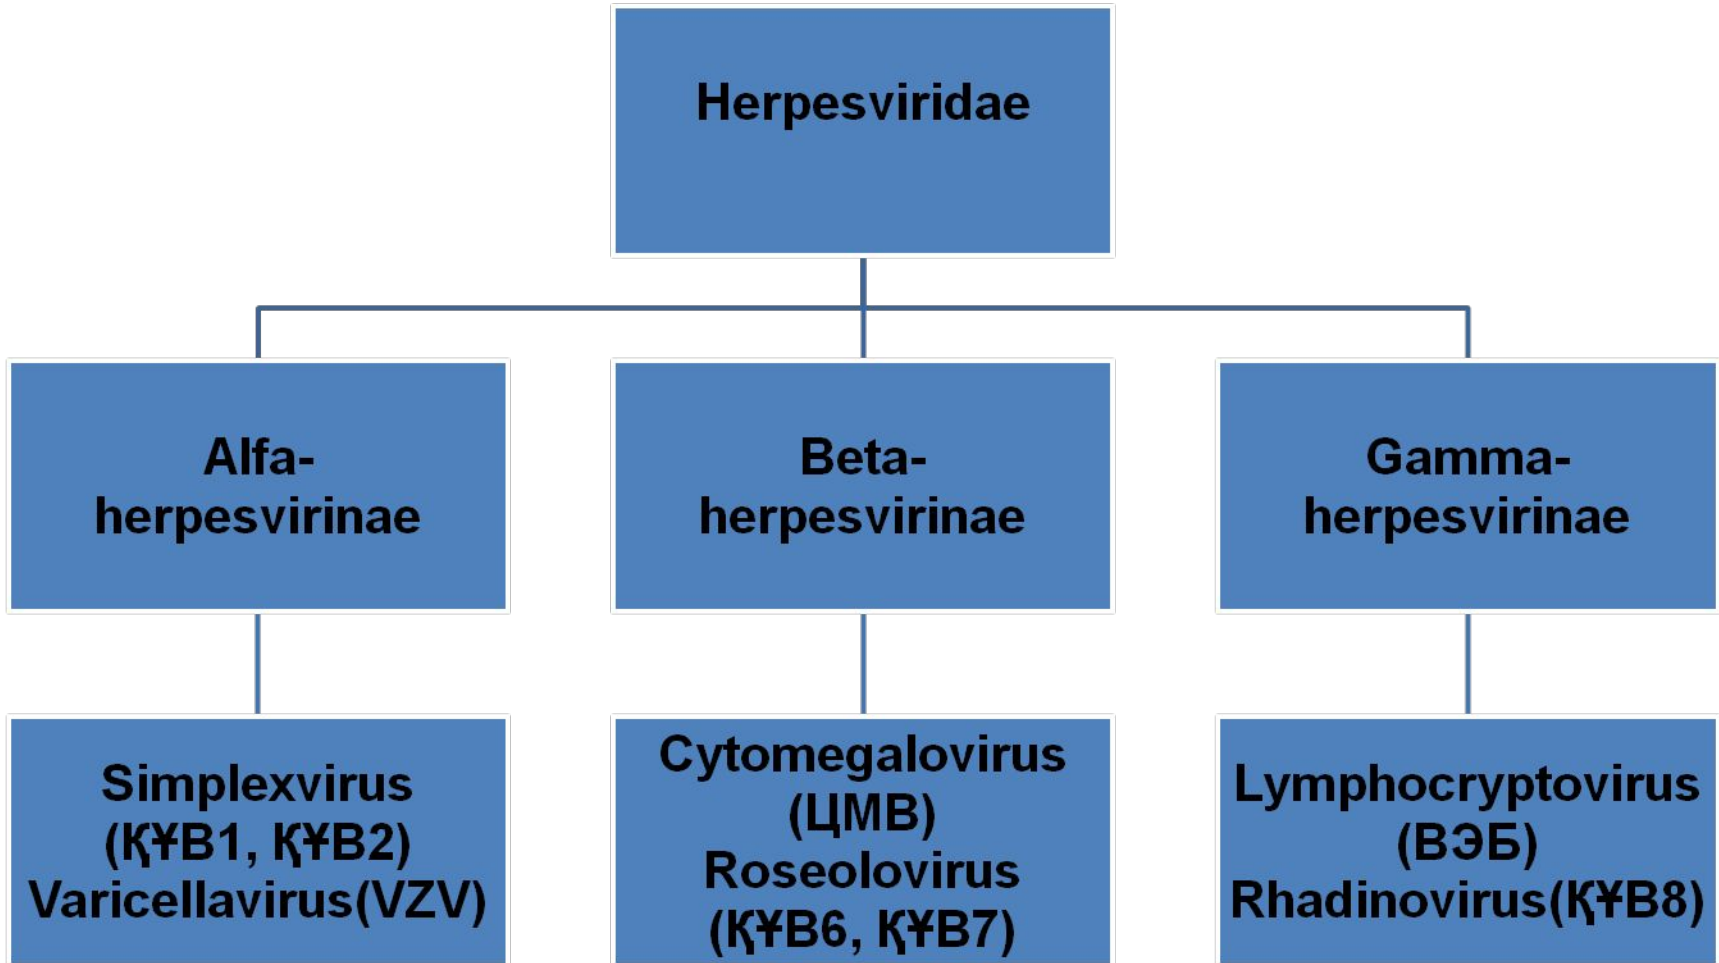 Herpesviridae
Alfa-
herpesvirinae
Beta-
herpesvirinae
Gamma-
herpesvirinae
Simplexvirus
(ҚҰВ1, ҚҰВ2)
Varicellavirus(VZV)
Cytomegalovirus
(ЦМВ)
Roseolovirus
(ҚҰВ6, ҚҰВ7)
Lymphocryptovirus
(ВЭБ)
Rhadinovirus(ҚҰВ8)